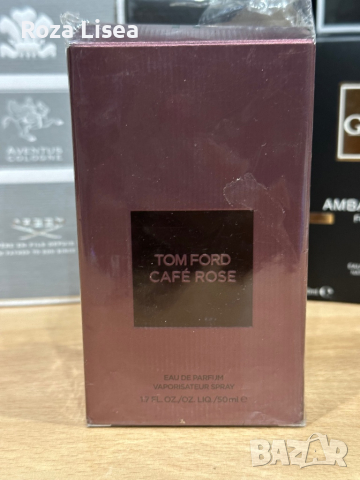 Roza Lisea
AVENTUS
COLOGNE
TOM FORD
CAFÉ ROSE
EAU DE PARFUM
VAPORISATEUR SPRAY
1.7 FL. OZ./OZ. LIQ./50 ml ℮
AMBA
BAZAR
bg